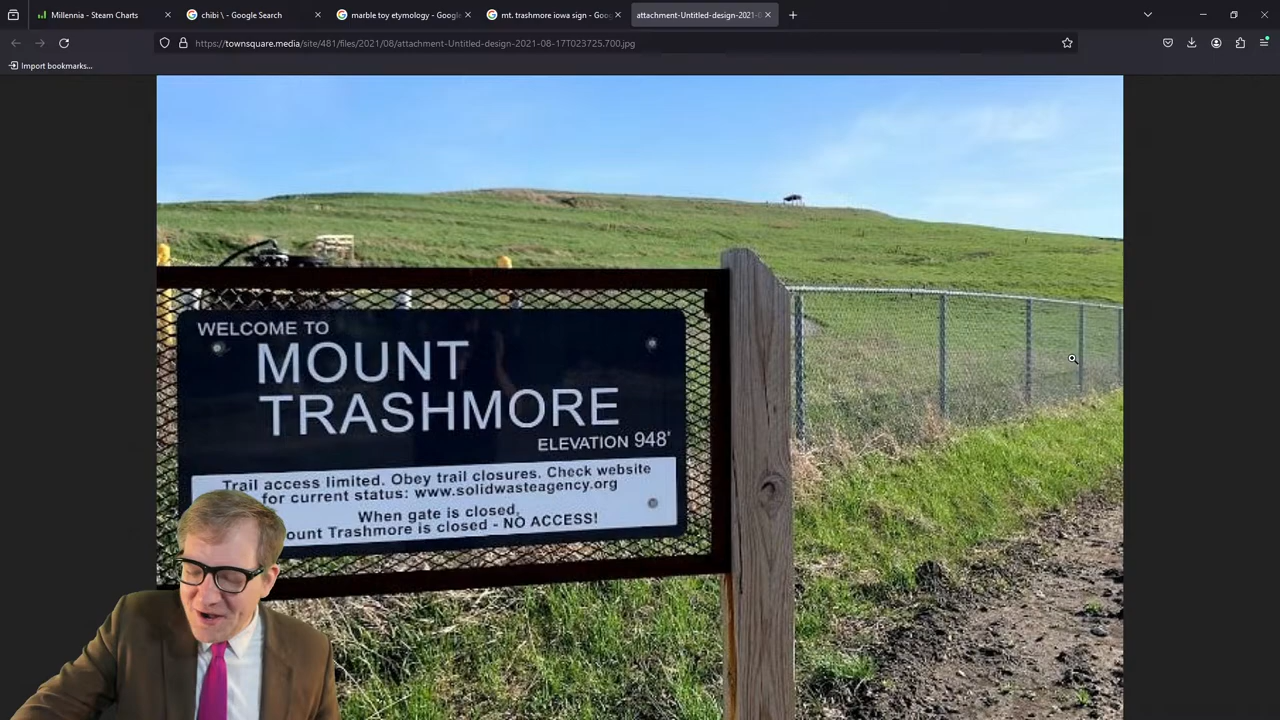 Millennia - Steam Charts
chibi \ - Google Search
marble toy etymology - Google
mt. trashmore iowa sign - Goog
attachment-Untitled-design-2021-0
https://townsquare.media/site/481/files/2021/08/attachment-Untitled-design-2021-08-17T023725.700.jpg
Import bookmarks...
WELCOME TO
MOUNT
TRASHMORE
ELEVATION 948'
Trail access limited. Obey trail closures. Check website
for current status: www.solidwasteagency.org
When gate is closed,
ount Trashmore is closed - NO ACCESS!